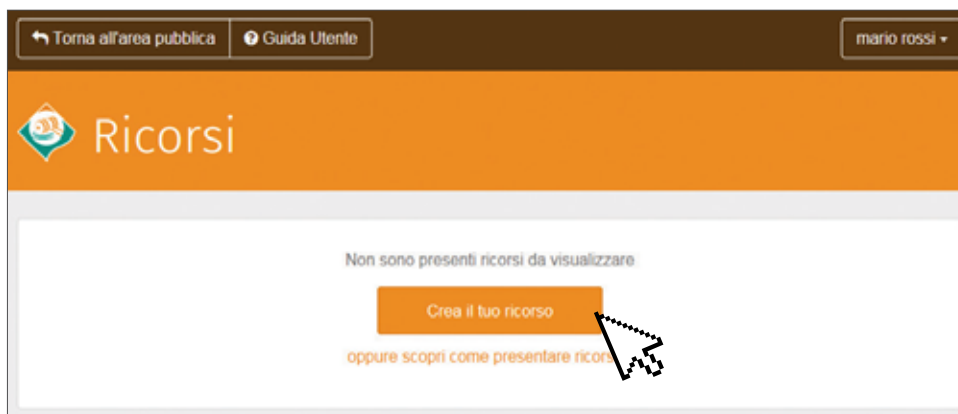 Torna all'area pubblica Guida Utente mario rossi
Ricorsi
Non sono presenti ricorsi da visualizzare
Crea il tuo ricorso
oppure scopri come presentare